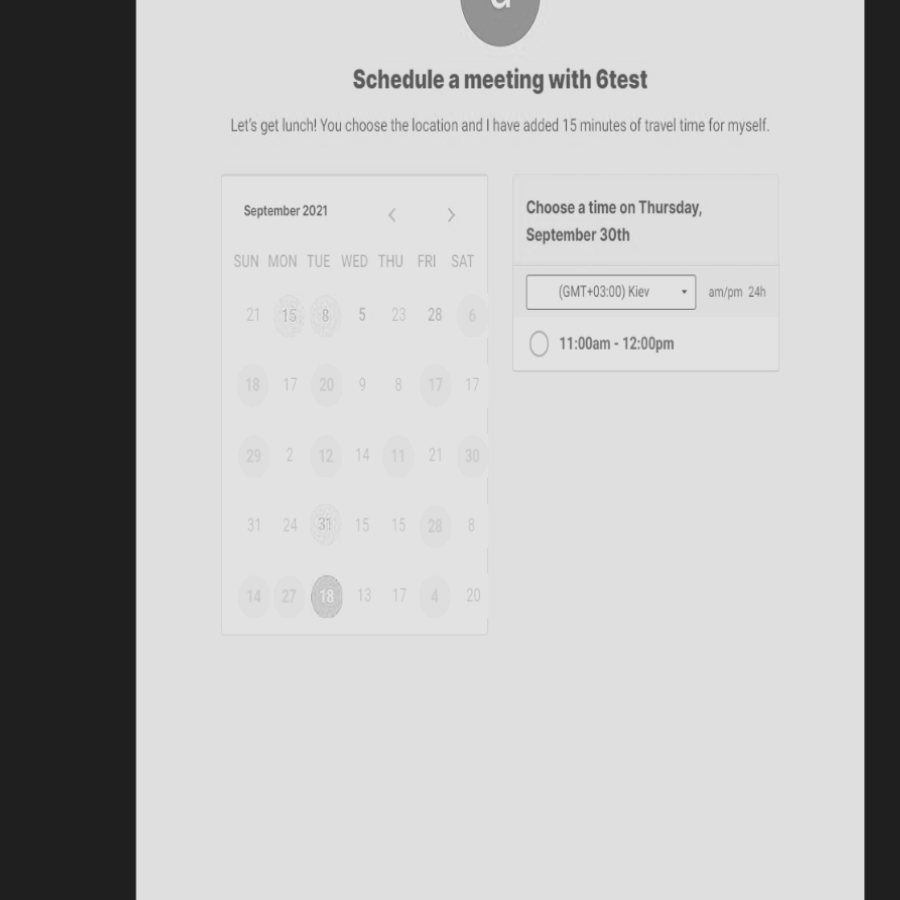 Schedule a meeting with 6test
Let's get lunch! You choose the location and I have added 15 minutes of travel time for myself.
September 2021
SUN MON TUE WED THU FRI SAT
21 15 8 5 23 28 6
18 17 20 9 8 17 17
29 2 12 14 11 21 30
31 24 31 15 15 28 8
14 27 18 13 17 4 20
Choose a time on Thursday,
September 30th
(GMT+03:00) Kiev am/pm 24h
11:00am - 12:00pm